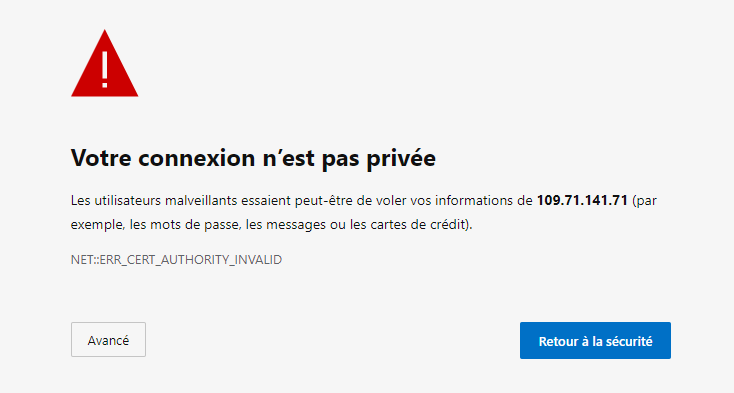 Votre connexion n’est pas privée
Les utilisateurs malveillants essaient peut-être de voler vos informations de 109.71.141.71 (par
exemple, les mots de passe, les messages ou les cartes de crédit).
NET::ERR_CERT_AUTHORITY_INVALID
Avancé
Retour à la sécurité